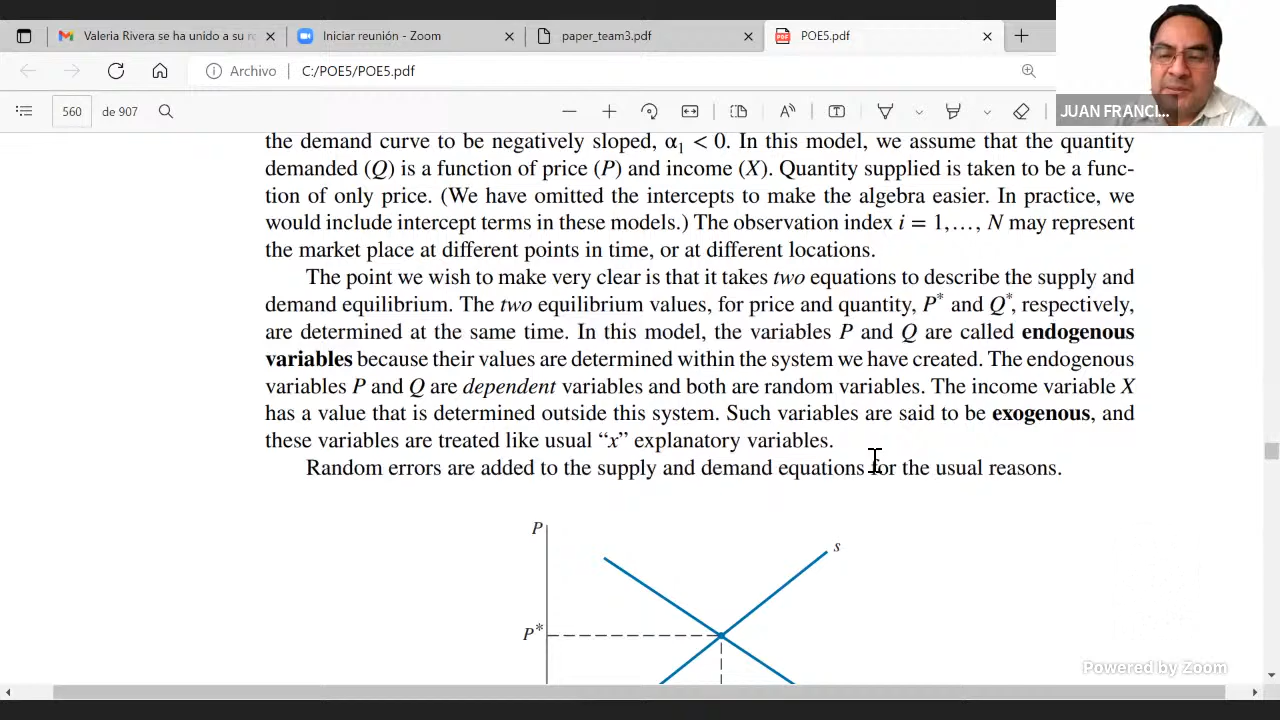 Valeria Rivera se ha unido a su r
Iniciar reunión - Zoom
paper_team3.pdf
POE5.pdf
Archivo
C:/POE5/POE5.pdf
JUAN FRANCI...
560
de 907
the demand curve to be negatively sloped, α₁ < 0. In this model, we assume that the quantity
demanded (Q) is a function of price (P) and income (X). Quantity supplied is taken to be a func-
tion of only price. (We have omitted the intercepts to make the algebra easier. In practice, we
would include intercept terms in these models.) The observation index i = 1,..., N may represent
the market place at different points in time, or at different locations.
The point we wish to make very clear is that it takes two equations to describe the supply and
demand equilibrium. The two equilibrium values, for price and quantity, P* and Q*, respectively,
are determined at the same time. In this model, the variables P and Q are called endogenous
variables because their values are determined within the system we have created. The endogenous
variables P and Q are dependent variables and both are random variables. The income variable X
has a value that is determined outside this system. Such variables are said to be exogenous, and
these variables are treated like usual “x” explanatory variables.
Random errors are added to the supply and demand equations for the usual reasons.
P
s
P*
Powered by Zoom